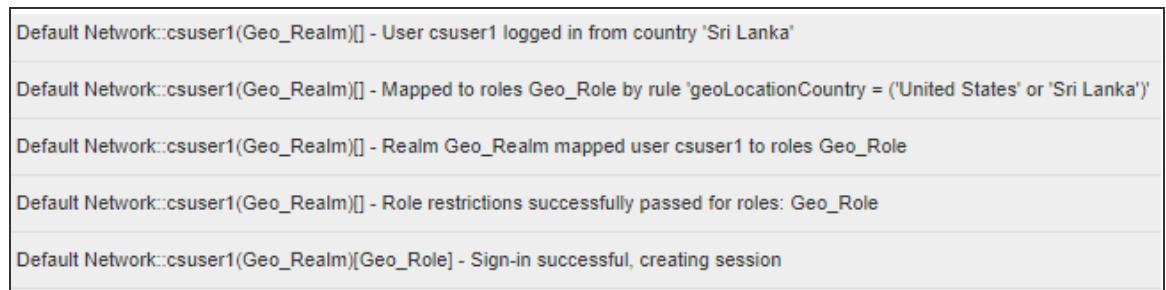 Default Network::csuser1(Geo_Realm)[] - User csuser1 logged in from country 'Sri Lanka'
Default Network::csuser1(Geo_Realm)[] - Mapped to roles Geo_Role by rule 'geoLocationCountry = ('United States' or 'Sri Lanka')'
Default Network::csuser1(Geo_Realm)[] - Realm Geo_Realm mapped user csuser1 to roles Geo_Role
Default Network::csuser1(Geo_Realm)[] - Role restrictions successfully passed for roles: Geo_Role
Default Network::csuser1(Geo_Realm)[Geo_Role] - Sign-in successful, creating session